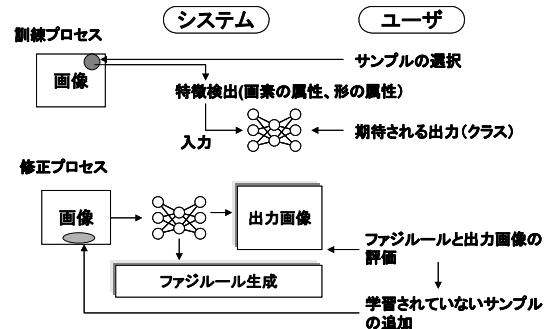 システム
ユーザ
訓練プロセス
画像
サンプルの選択
特徴検出(画素の属性、形の属性)
入力
期待される出力(クラス)
修正プロセス
画像
出力画像
ファジルールと出力画像の
評価
ファジルール生成
学習されていないサンプル
の追加